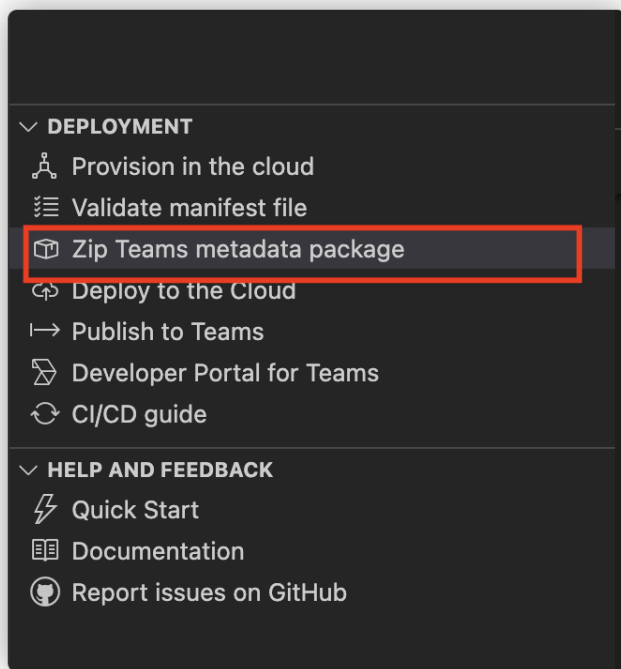 DEPLOYMENT
Provision in the cloud
Validate manifest file
Zip Teams metadata package
Deploy to the Cloud
Publish to Teams
Developer Portal for Teams
CI/CD guide
HELP AND FEEDBACK
Quick Start
Documentation
Report issues on GitHub